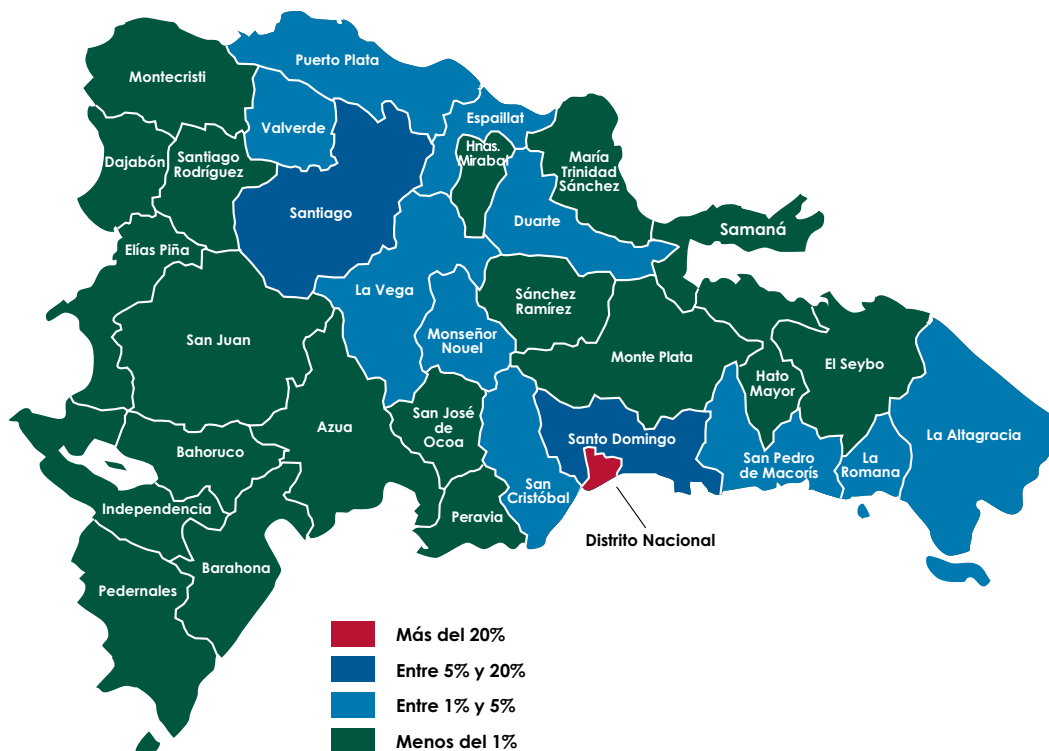 Puerto Plata
Montecristi
Espaillat
Valverde
Hnas.
Mirabal
Dajabón
Santiago
Rodríguez
María
Trinidad
Sánchez
Santiago
Duarte
Samaná
Elías Piña
La Vega
Sánchez
Ramírez
San Juan
Monseñor
Nouel
Monte Plata
El Seybo
Hato
Mayor
San José
de
Ocoa
Azua
Santo Domingo
La Altagracia
Bahoruco
San Pedro
de Macorís
La
Romana
San
Cristóbal
Independencia
Peravia
Distrito Nacional
Barahona
Pedernales
Más del 20%
Entre 5% y 20%
Entre 1% y 5%
Menos del 1%